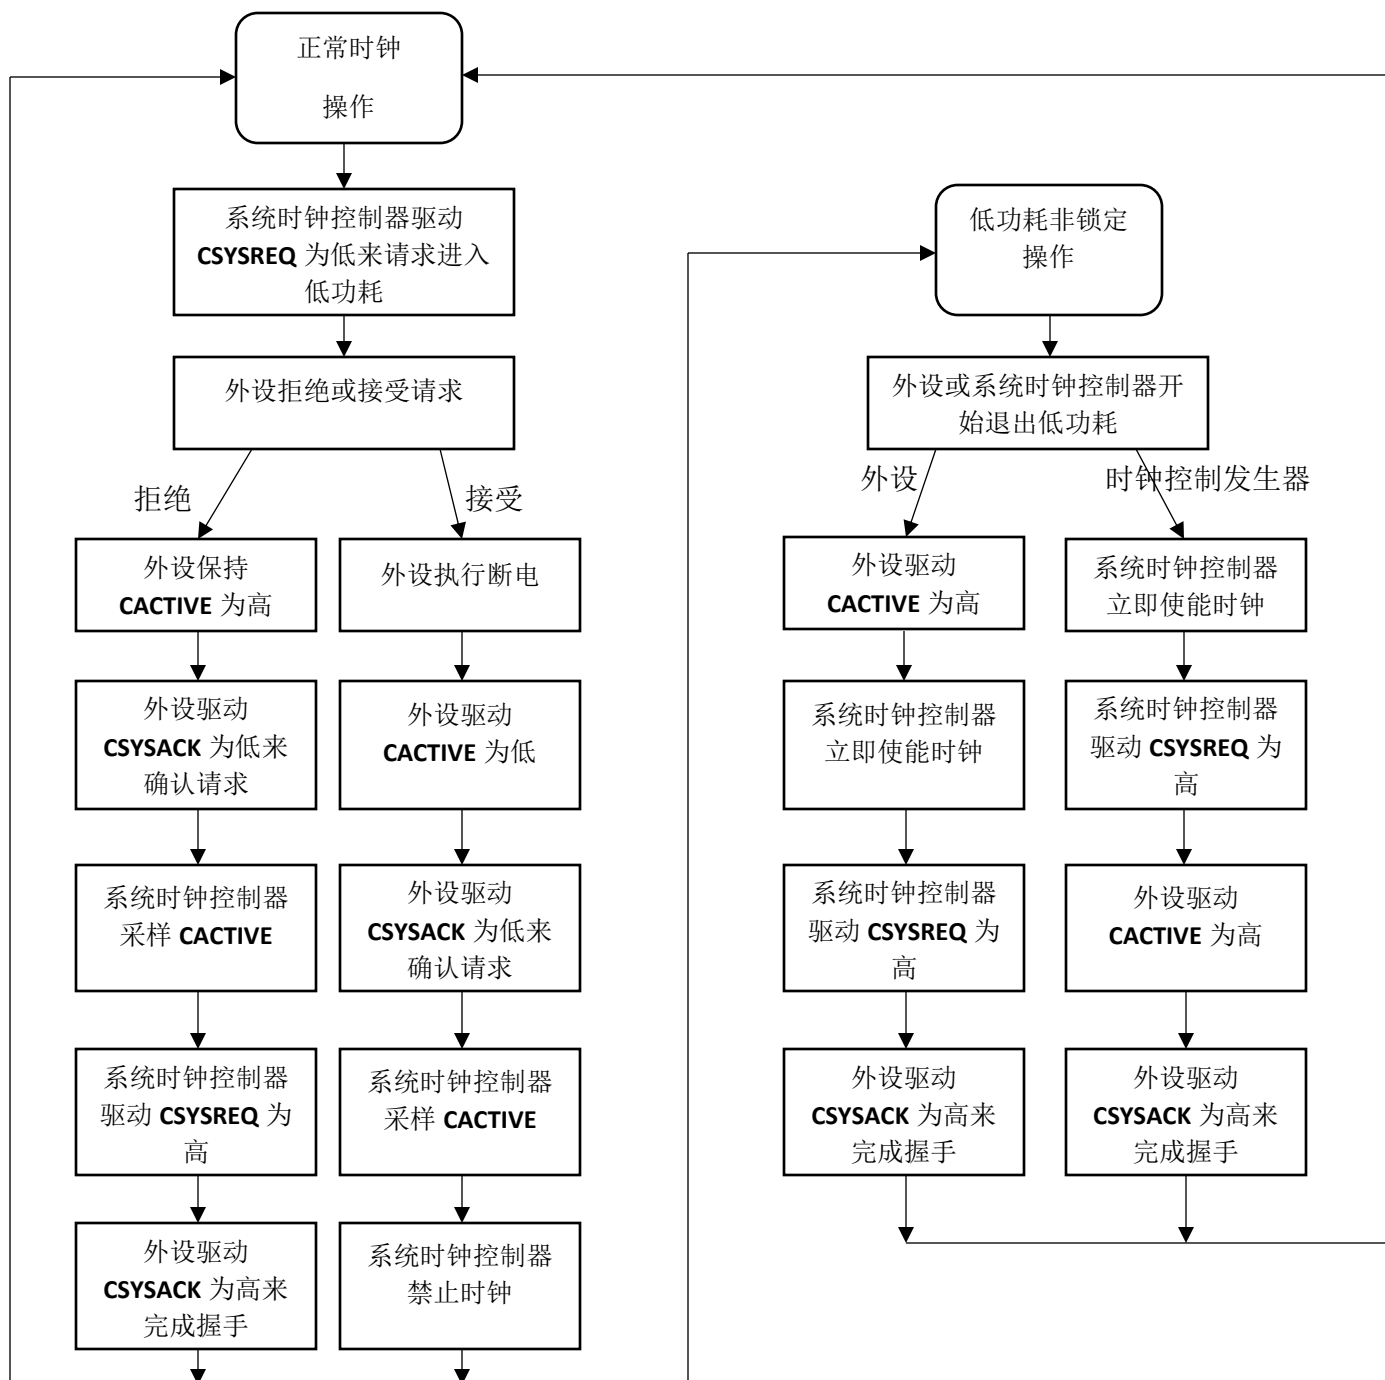 正常时钟
操作
系统时钟控制器驱动
CSYSREQ 为低来请求进入
低功耗
外设拒绝或接受请求
拒绝
接受
外设保持
CACTIVE 为高
外设驱动
CSYSACK 为低来
确认请求
系统时钟控制器
采样 CACTIVE
系统时钟控制器
驱动 CSYSREQ 为
高
外设驱动
CSYSACK 为高来
完成握手
外设执行断电
外设驱动
CACTIVE 为低
外设驱动
CSYSACK 为低来
确认请求
系统时钟控制器
采样 CACTIVE
系统时钟控制器
禁止时钟
低功耗非锁定
操作
外设或系统时钟控制器开
始退出低功耗
外设
时钟控制发生器
外设驱动
CACTIVE 为高
系统时钟控制器
立即使能时钟
系统时钟控制器
驱动 CSYSREQ 为
高
外设驱动
CSYSACK 为高来
完成握手
系统时钟控制器
立即使能时钟
系统时钟控制器
驱动 CSYSREQ 为
高
外设驱动
CACTIVE 为高
外设驱动
CSYSACK 为高来
完成握手